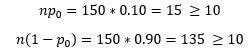 np₀ = 150 * 0.10 = 15 ≥ 10
n(1 − p₀) = 150 * 0.90 = 135 ≥ 10